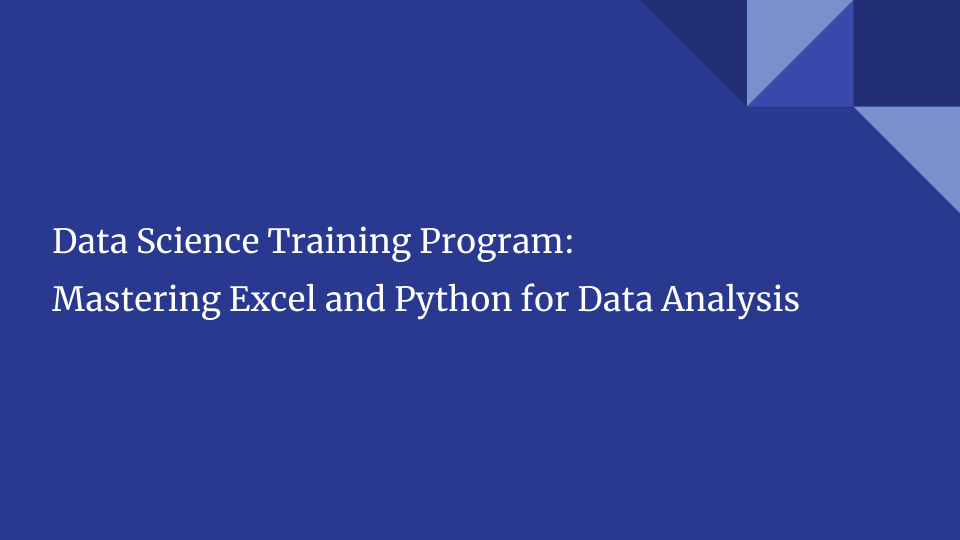 Data Science Training Program:
Mastering Excel and Python for Data Analysis